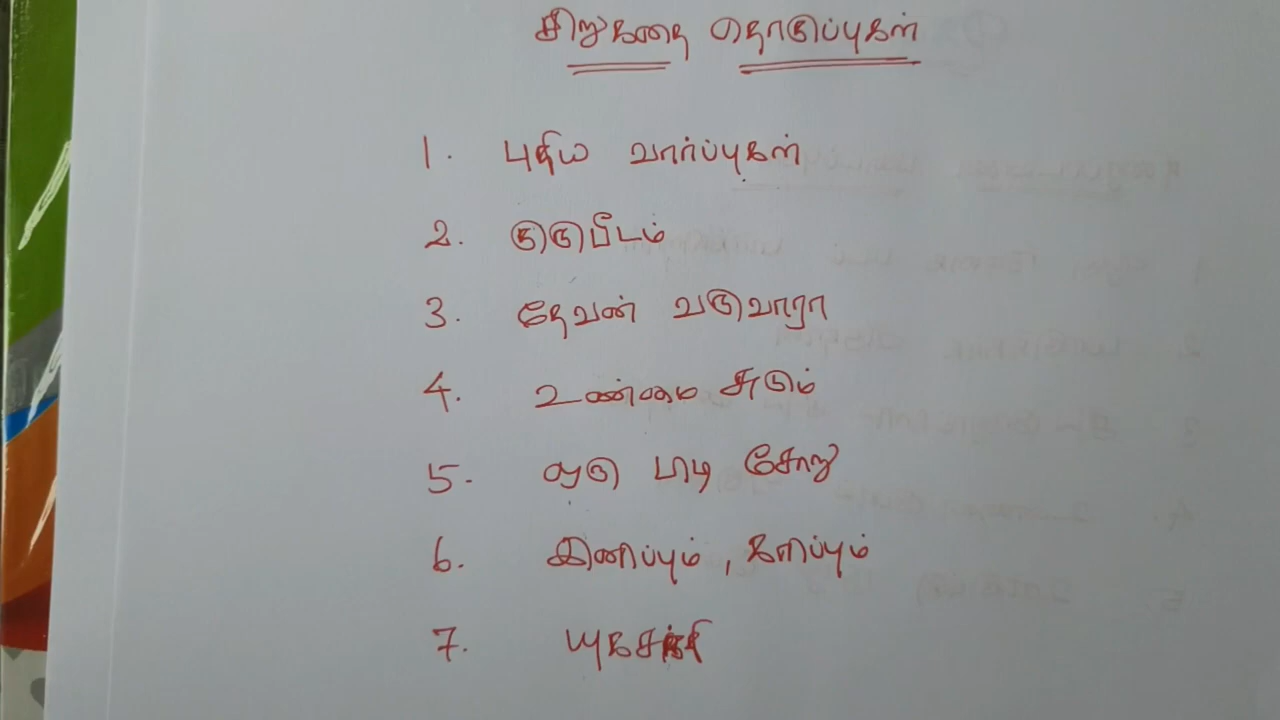 சிறுகதை தொகுப்புகள்
1. புதிய வார்ப்புகள்
2. குருபீடம்
3. தேவன் வருவாரா
4. உண்மை சுடும்
5. ஒரு பிடி சோறு
6. இனிப்பும், கரிப்பும்
7. யுகசந்தி